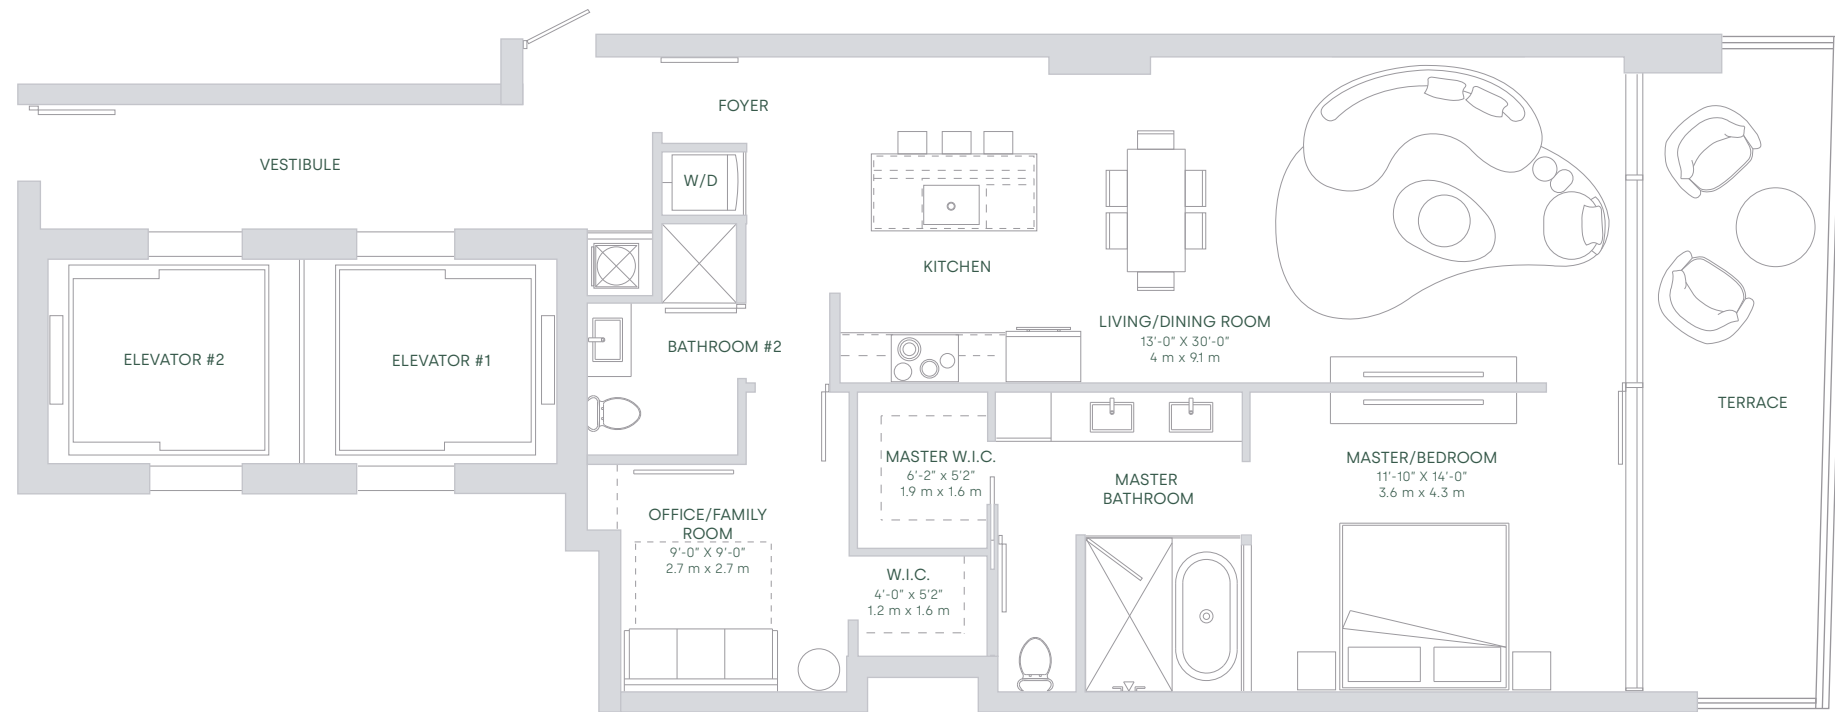 FOYER
VESTIBULE
W/D
KITCHEN
LIVING/DINING ROOM
13'-0" X 30'-0"
4 m x 9.1 m
BATHROOM #2
ELEVATOR #2
ELEVATOR #1
TERRACE
MASTER W.I.C.
6'-2" x 5'2"
1.9 m x 1.6 m
MASTER
BATHROOM
MASTER/BEDROOM
11'-10" X 14'-0"
3.6 m x 4.3 m
OFFICE/FAMILY
ROOM
9'-0" X 9'-0"
2.7 m x 2.7 m
W.I.C.
4'-0" x 5'2"
1.2 m x 1.6 m